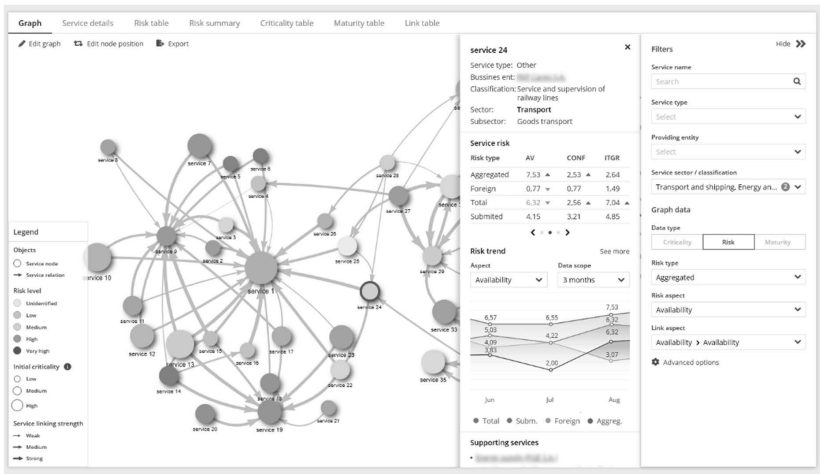 Graph Service details Risk table Risk summary Criticality table Maturity table Link table
Edit graph Edit node position Export
service 8
service 7
service 5
service 6
service 4
service 28
service 27
service 3
service 26
service 9
service 2
service 25
service 29
service 10
service 1
service 24
service 11
service 33
service 12
service 13
service 15
service 16
service 17
service 23
service 22
service 35
service 14
service 18
service 20
service 19
service 21
Legend
Objects
Service node
Service relation
Risk level
Unidentified
Low
Medium
High
Very high
Initial criticality
Low
Medium
High
Service linking strength
Weak
Medium
Strong
service 24
Service type: Other
Bussines ent:
Classification: Service and supervision of
railway lines
Sector: Transport
Subsector: Goods transport
Service risk
Risk type AV CONF ITGR
Aggregated 7,53 2,53 2,64
Foreign 0,77 0,77 1,49
Total 6,32 2,56 7,04
Submited 4,15 3,21 4,85
Risk trend See more
Aspect Data scope
Availability 3 months
7,53
6,57 6,55 6,32
5,03 4,22 6,32
4,09
3,83 2,00 3,07
Jun Jul Aug
Total Subm. Foreign Aggreg.
Supporting services
Filters Hide
Service name
Search
Service type
Select
Providing entity
Select
Service sector / classification
Transport and shipping, Energy an... 2
Graph data
Data type
Criticality Risk Maturity
Risk type
Aggregated
Risk aspect
Availability
Link aspect
Availability > Availability
Advanced options